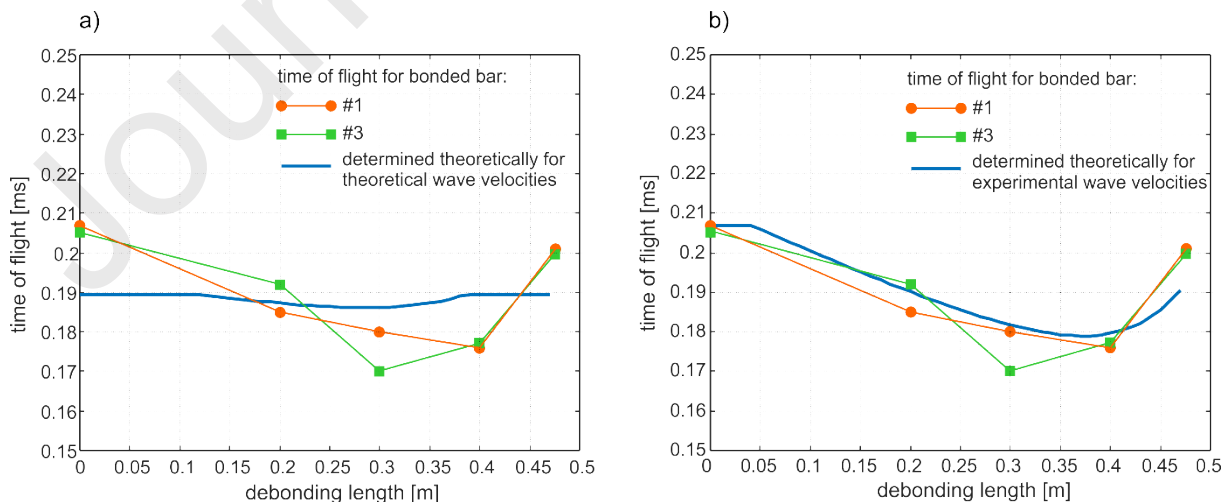 a)
0.25
0.24
0.23
0.22
0.21
0.2
0.19
0.18
0.17
0.16
0.15
time of flight [ms]
time of flight for bonded bar:
#1
#3
determined theoretically for
theoretical wave velocities
0 0.05 0.1 0.15 0.2 0.25 0.3 0.35 0.4 0.45 0.5
debonding length [m]
b)
0.25
0.24
0.23
0.22
0.21
0.2
0.19
0.18
0.17
0.16
0.15
time of flight [ms]
time of flight for bonded bar:
#1
#3
determined theoretically for
experimental wave velocities
0 0.05 0.1 0.15 0.2 0.25 0.3 0.35 0.4 0.45 0.5
debonding length [m]
Jour